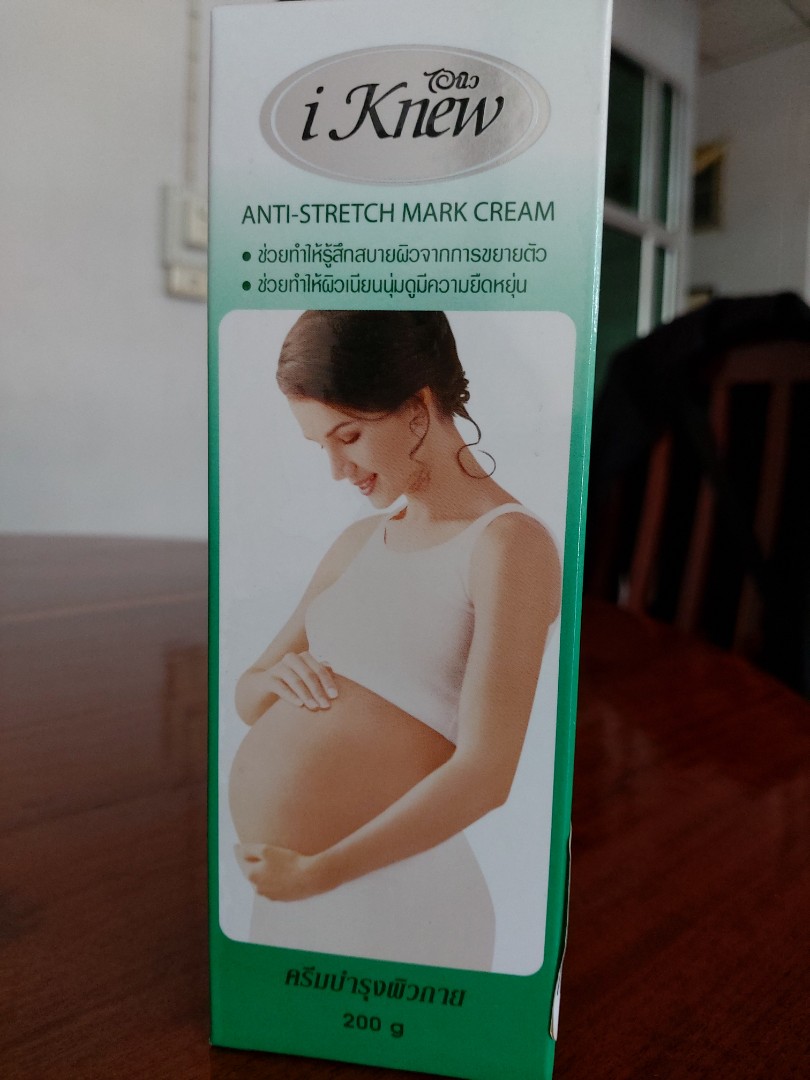 ไอนิว
i Knew
ANTI-STRETCH MARK CREAM
• ช่วยทำให้รู้สึกสบายผิวจากการขยายตัว
• ช่วยทำให้ผิวเนียนนุ่มดูมีความยืดหยุ่น
ครีมบำรุงผิวกาย
200 g